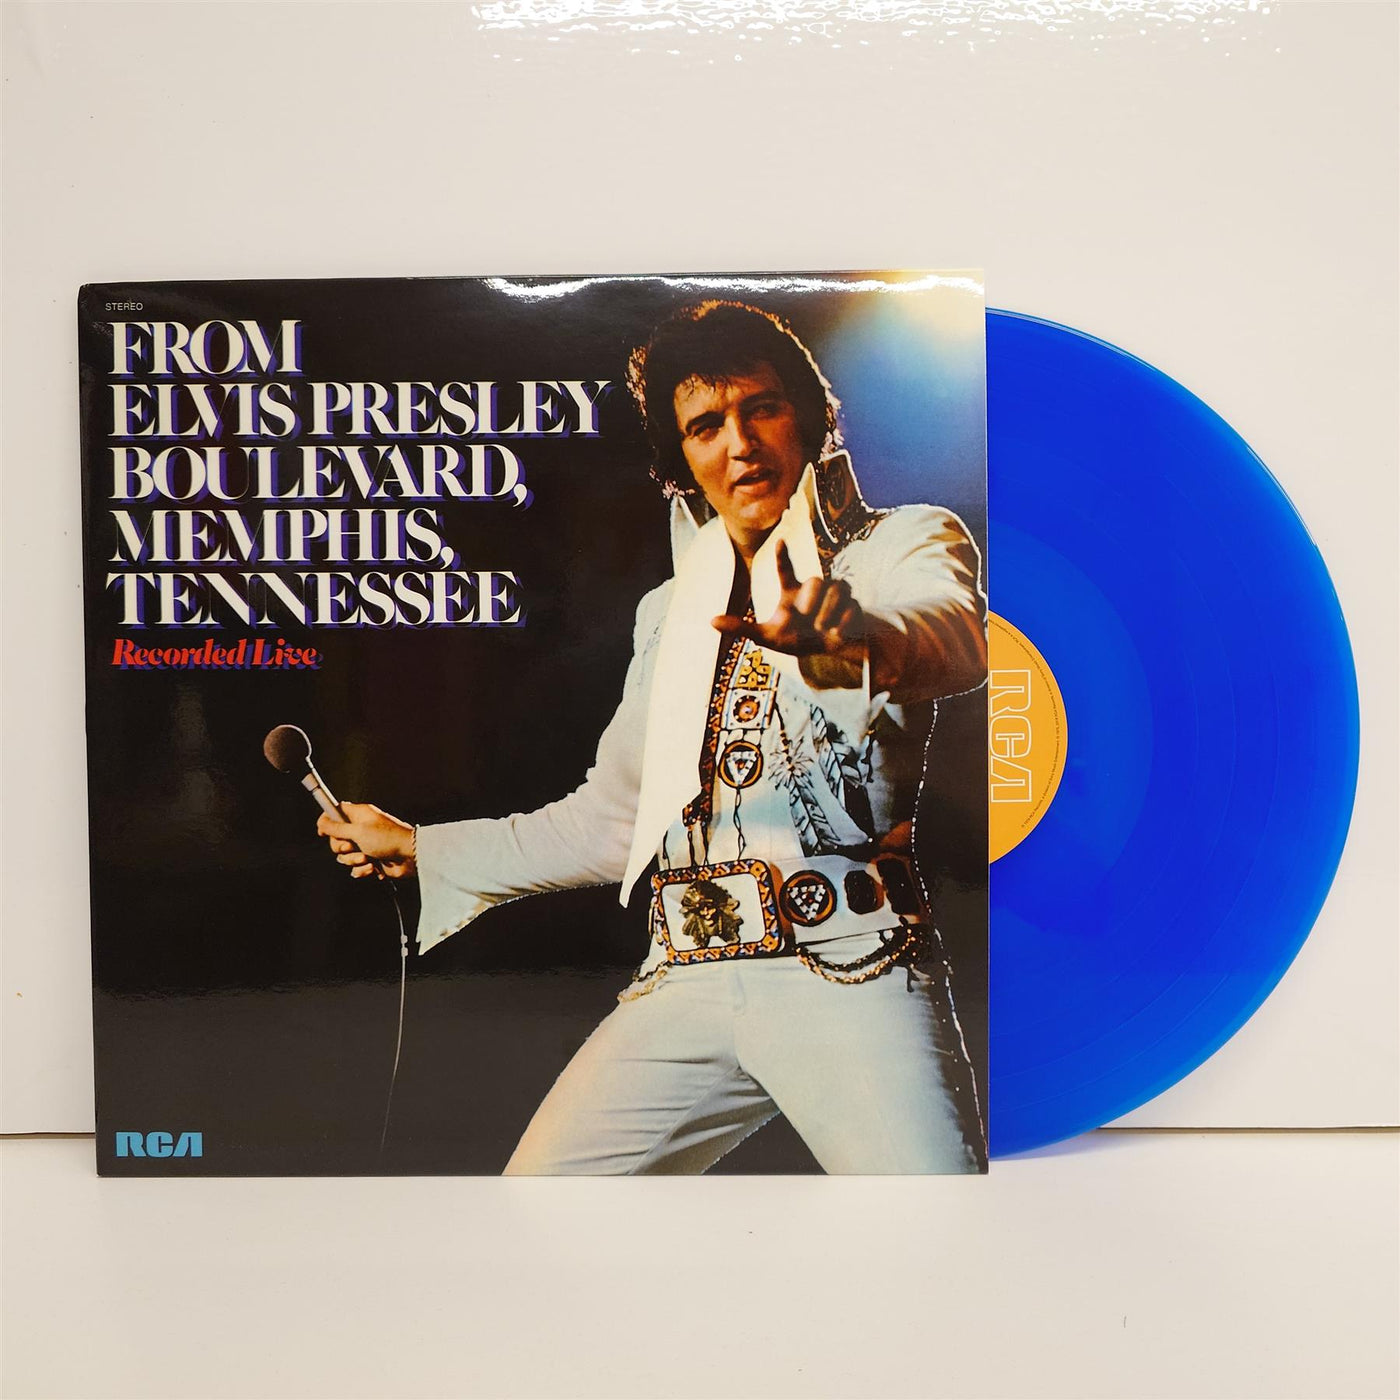 STEREO
FROM
ELVIS PRESLEY
BOULEVARD,
MEMPHIS,
TENNESSEE
Recorded Live
RCA
RCA